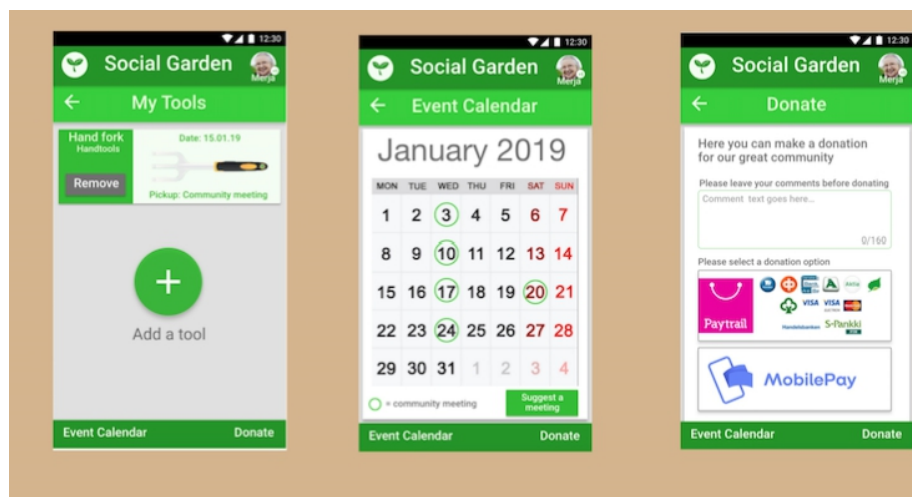 12:30
Social Garden
Merja
My Tools
Hand fork
Handtools
Remove
Date: 15.01.19
Pickup: Community meeting
Add a tool
Event Calendar Donate
12:30
Social Garden
Merja
Event Calendar
January 2019
MON TUE WED THU FRI SAT SUN
1 2 3 4 5 6 7
8 9 10 11 12 13 14
15 16 17 18 19 20 21
22 23 24 25 26 27 28
29 30 31 1 2 3 4
= community meeting
Suggest a
meeting
Event Calendar Donate
12:30
Social Garden
Merja
Donate
Here you can make a donation
for our great community
Please leave your comments before donating
Comment text goes here...
0/160
Please select a donation option
Paytrail
VISA VISA
Handelsbanken S-Pankki
MobilePay
Event Calendar Donate